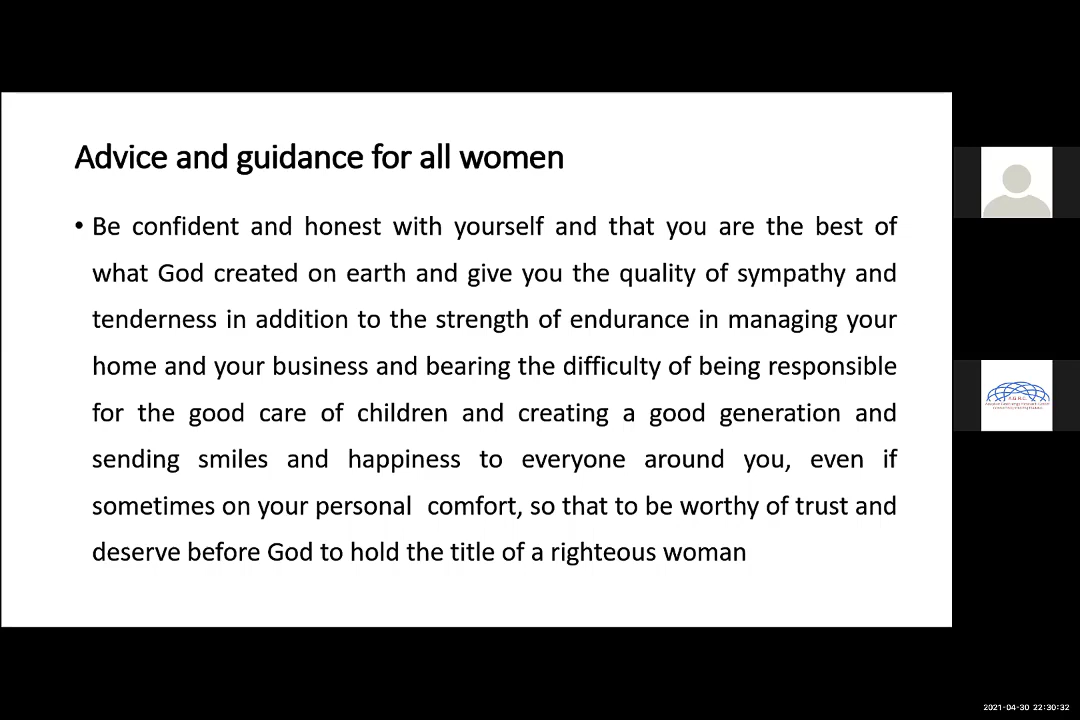 Advice and guidance for all women
• Be confident and honest with yourself and that you are the best of
what God created on earth and give you the quality of sympathy and
tenderness in addition to the strength of endurance in managing your
home and your business and bearing the difficulty of being responsible
for the good care of children and creating a good generation and
sending smiles and happiness to everyone around you, even if
sometimes on your personal comfort, so that to be worthy of trust and
deserve before God to hold the title of a righteous woman
2021-04-30 22:30:32